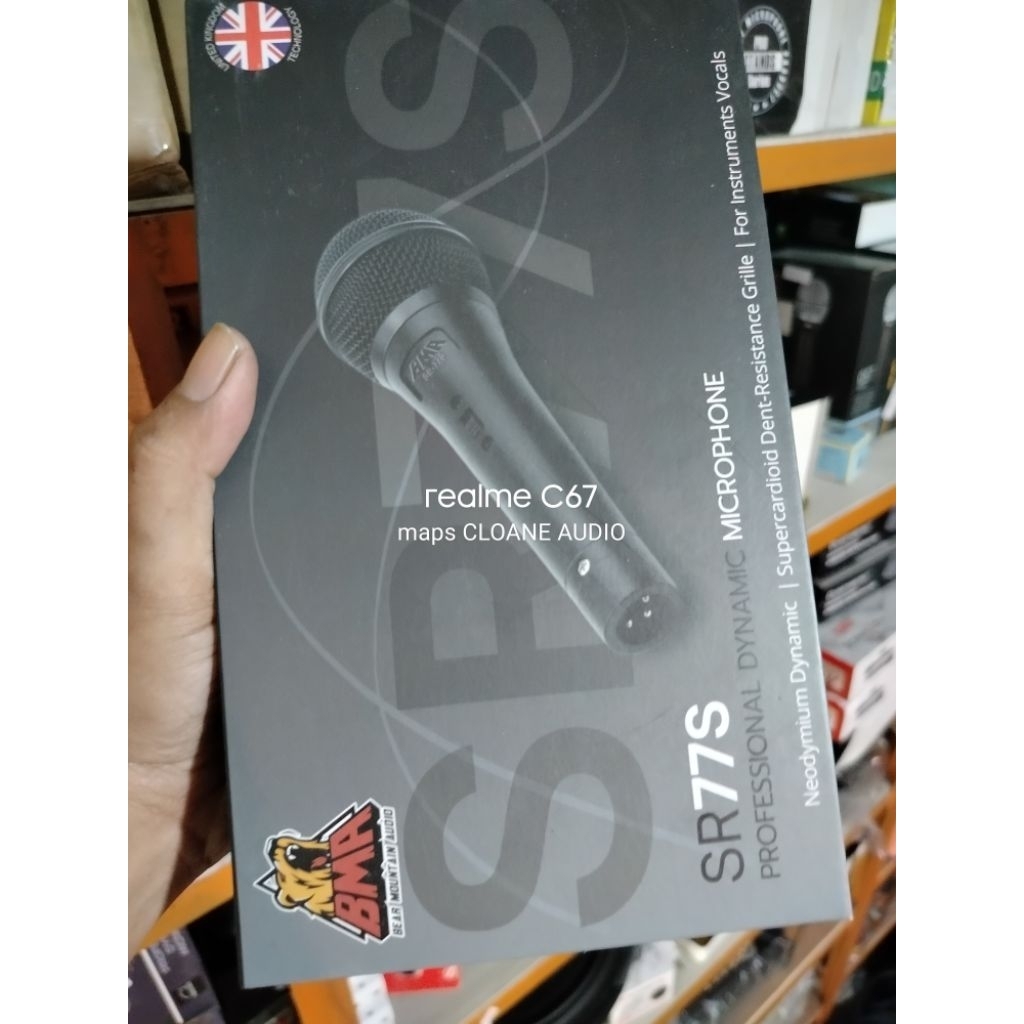 UNITED KINGDOM
TECHNOLOGY
SR77S
BMA
realme C67
maps CLOANE AUDIO
SR77S
PROFESSIONAL DYNAMIC MICROPHONE
Neodymium Dynamic | Supercardioid Dent-Resistance Grille | For Instruments Vocals
BMA
BEAR MOUNTAIN AUDIO